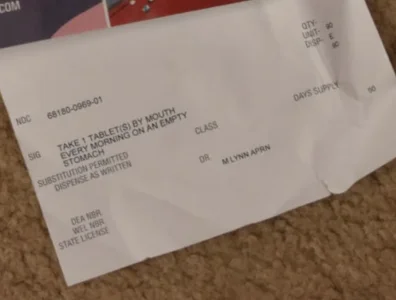 .COM
QTY: 90
UNIT: E
DISP: 90
NDC 68180-0969-01
DAYS SUPPLY 90
SIG TAKE 1 TABLET(S) BY MOUTH
EVERY MORNING ON AN EMPTY
STOMACH
CLASS
SUBSTITUTION PERMITTED
DISPENSE AS WRITTEN
DR. M LYNN APRN
DEA NBR
WEL NBR
STATE LICENSE